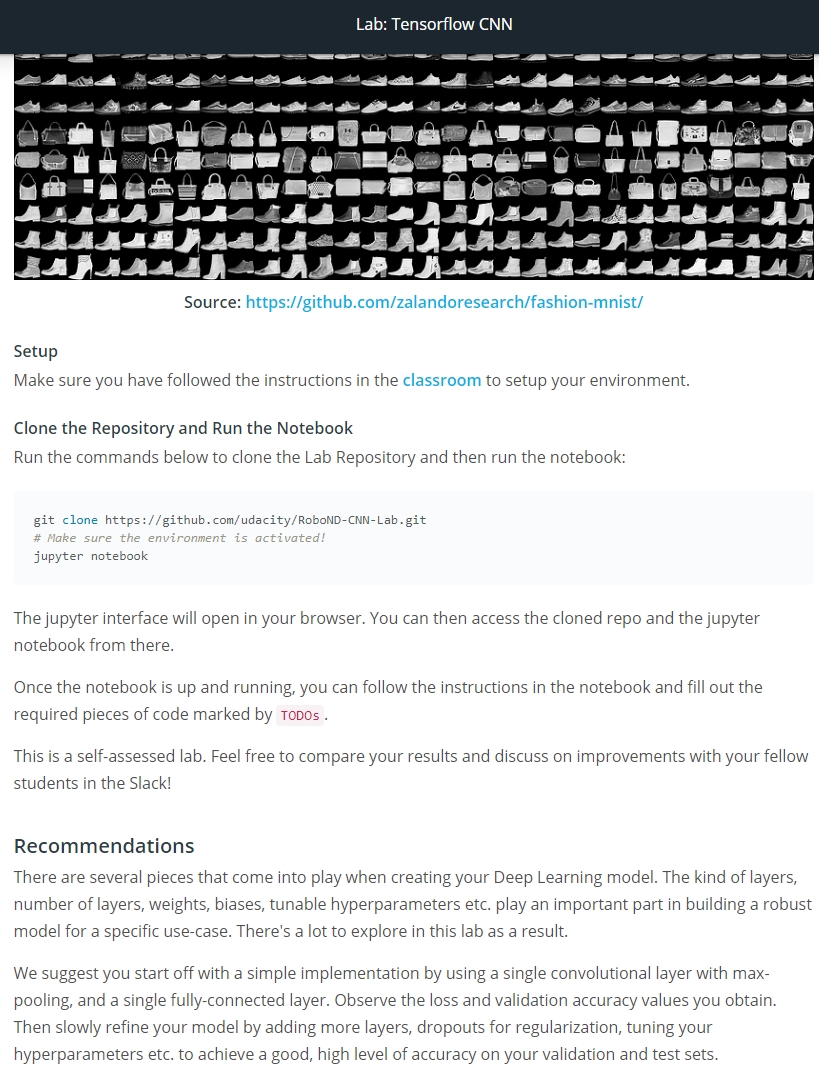 Lab: Tensorflow CNN
Source: https://github.com/zalandoresearch/fashion-mnist/
Setup
Make sure you have followed the instructions in the classroom to setup your environment.
Clone the Repository and Run the Notebook
Run the commands below to clone the Lab Repository and then run the notebook:
git clone https://github.com/udacity/RoboND-CNN-Lab.git
# Make sure the environment is activated!
jupyter notebook
The jupyter interface will open in your browser. You can then access the cloned repo and the jupyter
notebook from there.
Once the notebook is up and running, you can follow the instructions in the notebook and fill out the
required pieces of code marked by TODOs.
This is a self-assessed lab. Feel free to compare your results and discuss on improvements with your fellow
students in the Slack!
Recommendations
There are several pieces that come into play when creating your Deep Learning model. The kind of layers,
number of layers, weights, biases, tunable hyperparameters etc. play an important part in building a robust
model for a specific use-case. There's a lot to explore in this lab as a result.
We suggest you start off with a simple implementation by using a single convolutional layer with max-
pooling, and a single fully-connected layer. Observe the loss and validation accuracy values you obtain.
Then slowly refine your model by adding more layers, dropouts for regularization, tuning your
hyperparameters etc. to achieve a good, high level of accuracy on your validation and test sets.